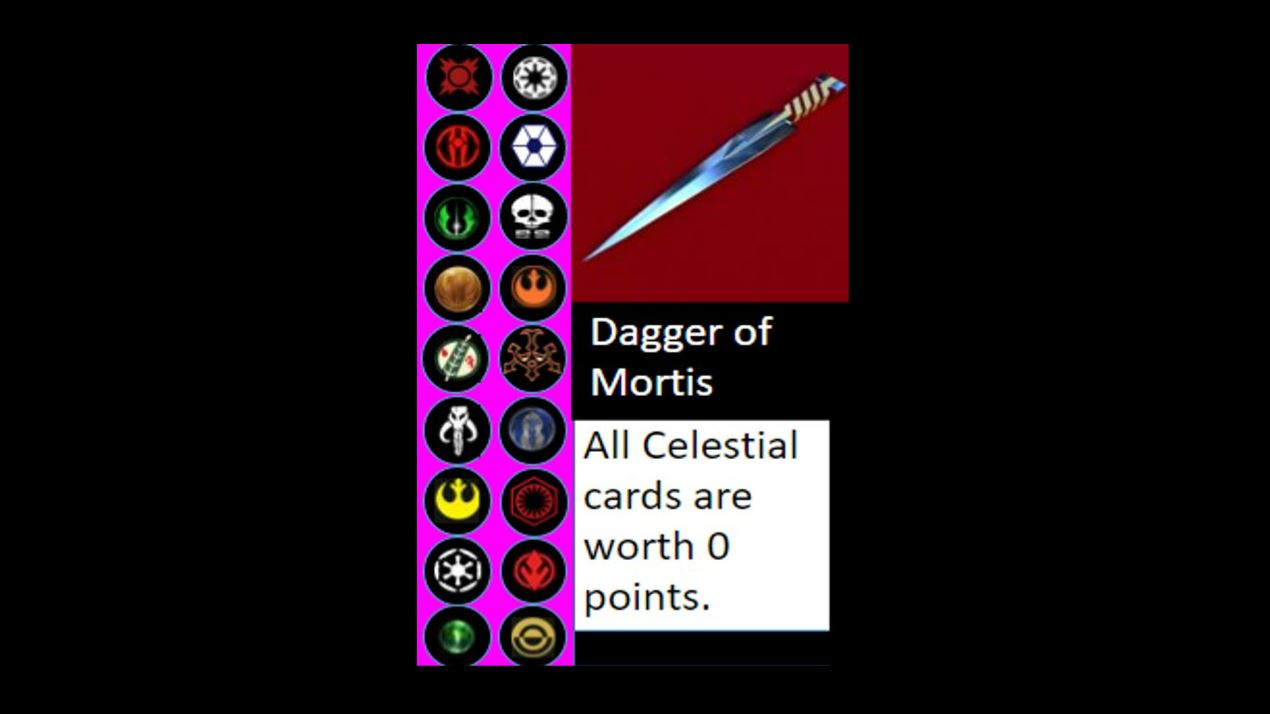 Dagger of
Mortis
All Celestial
cards are
worth 0
points.